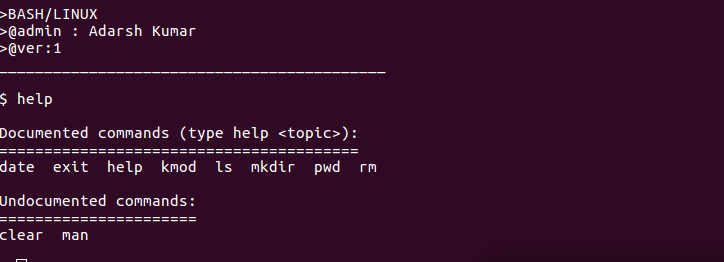 >BASH/LINUX
>@admin : Adarsh Kumar
>@ver:1
___________________________________________
$ help
Documented commands (type help <topic>):
========================================
date  exit  help  kmod  ls  mkdir  pwd  rm
Undocumented commands:
======================
clear  man